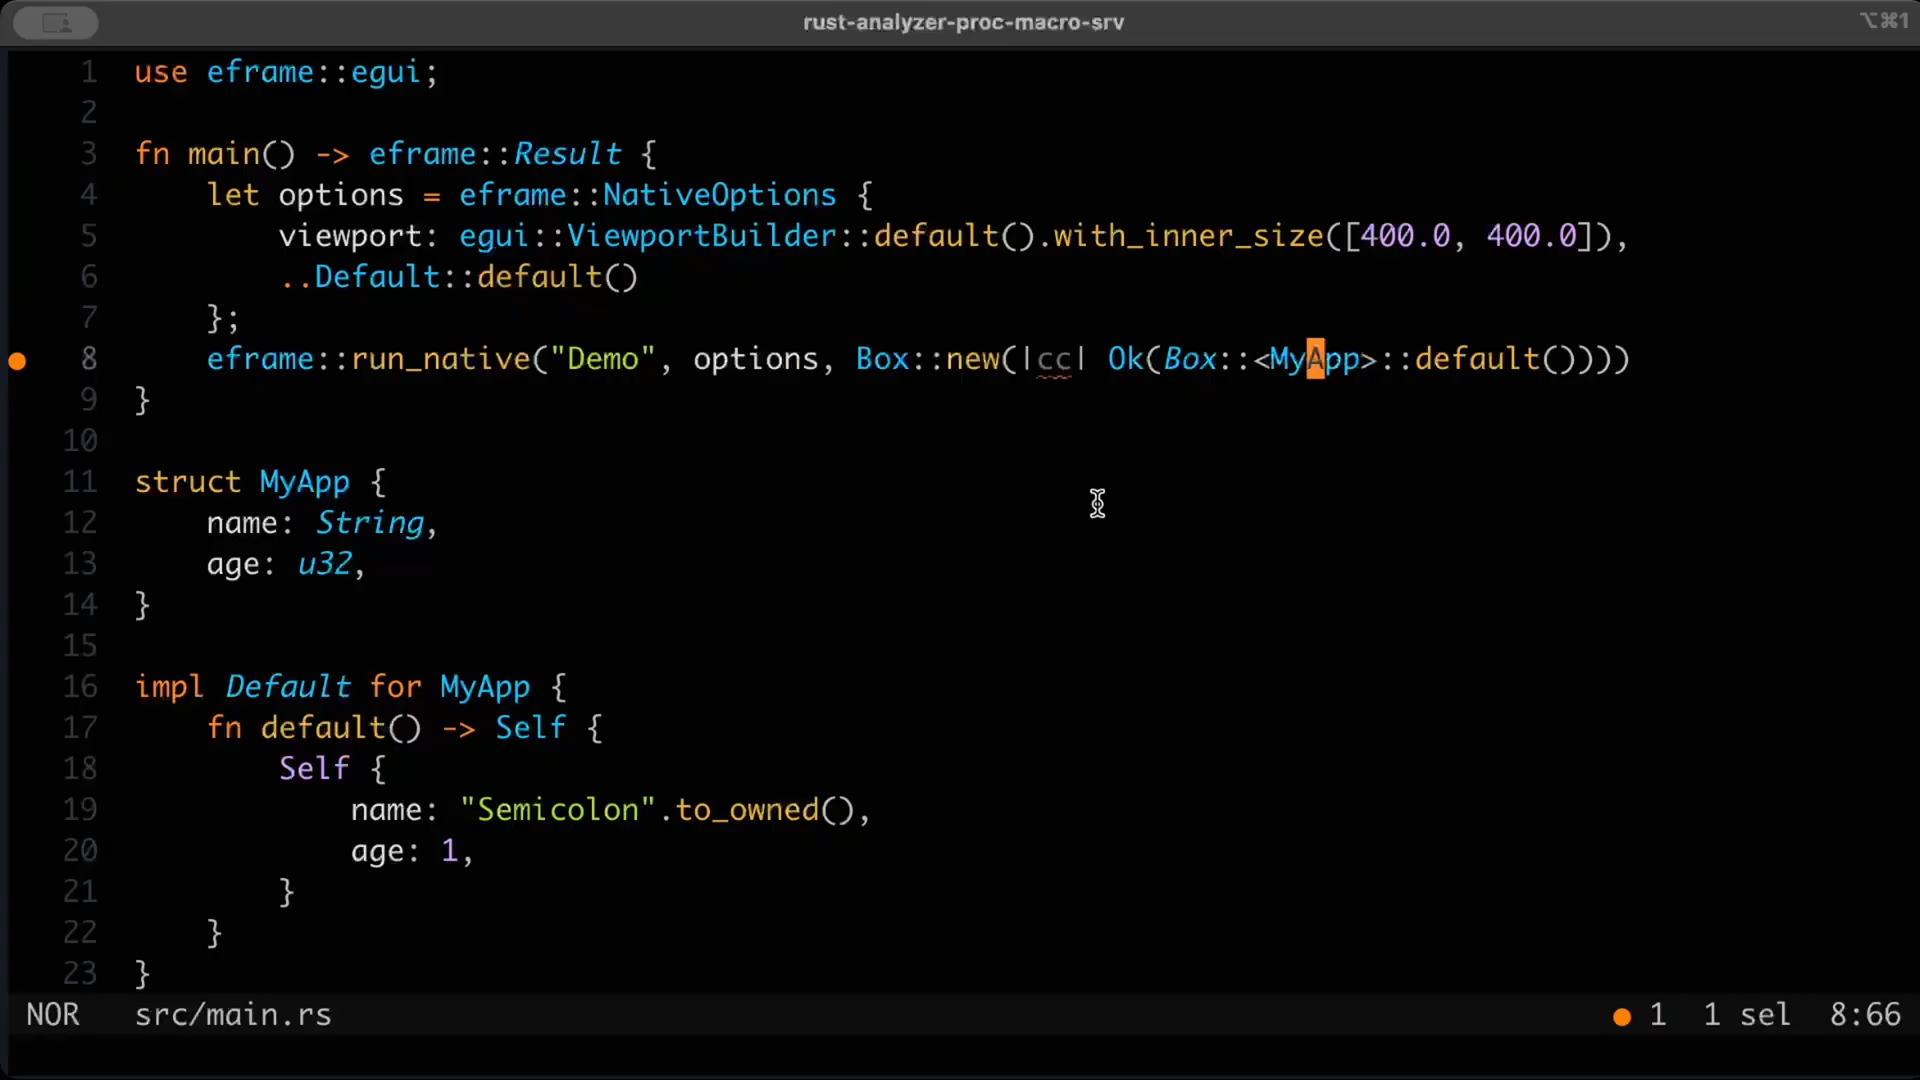 rust-analyzer-proc-macro-srv ⌥⌘1
1 use eframe::egui;
2
3 fn main() -> eframe::Result {
4     let options = eframe::NativeOptions {
5         viewport: egui::ViewportBuilder::default().with_inner_size([400.0, 400.0]),
6         ..Default::default()
7     };
8     eframe::run_native("Demo", options, Box::new(|cc| Ok(Box::<MyApp>::default())))
9 }
10
11 struct MyApp {
12     name: String,
13     age: u32,
14 }
15
16 impl Default for MyApp {
17     fn default() -> Self {
18         Self {
19             name: "Semicolon".to_owned(),
20             age: 1,
21         }
22     }
23 }
NOR src/main.rs ● 1 1 sel 8:66